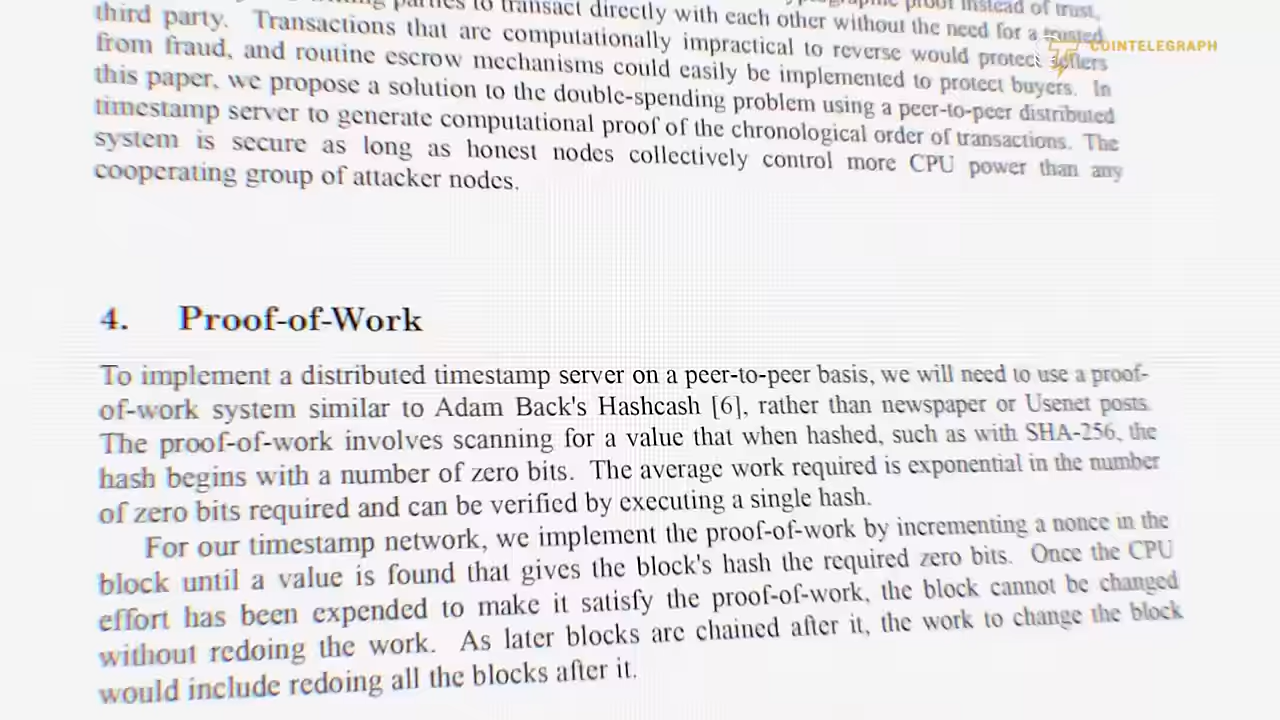 parties to transact directly with each other without the need for a trusted
third party. Transactions that are computationally impractical to reverse would protect sellers
from fraud, and routine escrow mechanisms could easily be implemented to protect buyers. In
this paper, we propose a solution to the double-spending problem using a peer-to-peer distributed
timestamp server to generate computational proof of the chronological order of transactions. The
system is secure as long as honest nodes collectively control more CPU power than any
cooperating group of attacker nodes.
COINTELEGRAPH
4. Proof-of-Work
To implement a distributed timestamp server on a peer-to-peer basis, we will need to use a proof-
of-work system similar to Adam Back's Hashcash [6], rather than newspaper or Usenet posts.
The proof-of-work involves scanning for a value that when hashed, such as with SHA-256, the
hash begins with a number of zero bits. The average work required is exponential in the number
of zero bits required and can be verified by executing a single hash.
For our timestamp network, we implement the proof-of-work by incrementing a nonce in the
block until a value is found that gives the block's hash the required zero bits. Once the CPU
effort has been expended to make it satisfy the proof-of-work, the block cannot be changed
without redoing the work. As later blocks are chained after it, the work to change the block
would include redoing all the blocks after it.